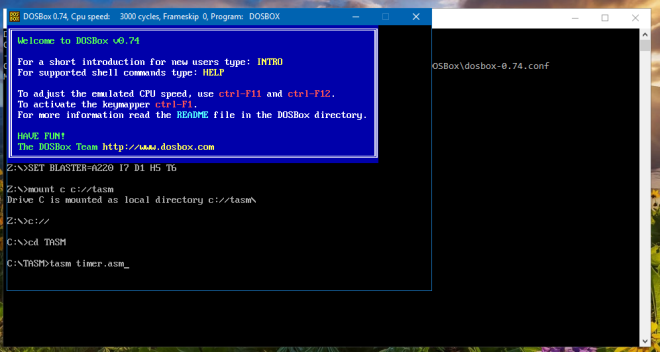 DOSBox 0.74, Cpu speed: 3000 cycles, Frameskip 0, Program: DOSBOX
Welcome to DOSBox v0.74
For a short introduction for new users type: INTRO
For supported shell commands type: HELP
To adjust the emulated CPU speed, use ctrl-F11 and ctrl-F12.
To activate the keymapper ctrl-F1.
For more information read the README file in the DOSBox directory.
HAVE FUN!
The DOSBox Team http://www.dosbox.com
OSBox\dosbox-0.74.conf
Z:\>SET BLASTER=A220 I7 D1 H5 T6
Z:\>mount c c://tasm
Drive C is mounted as local directory c://tasm\
Z:\>c://
C:\>cd TASM
C:\TASM>tasm timer.asm_